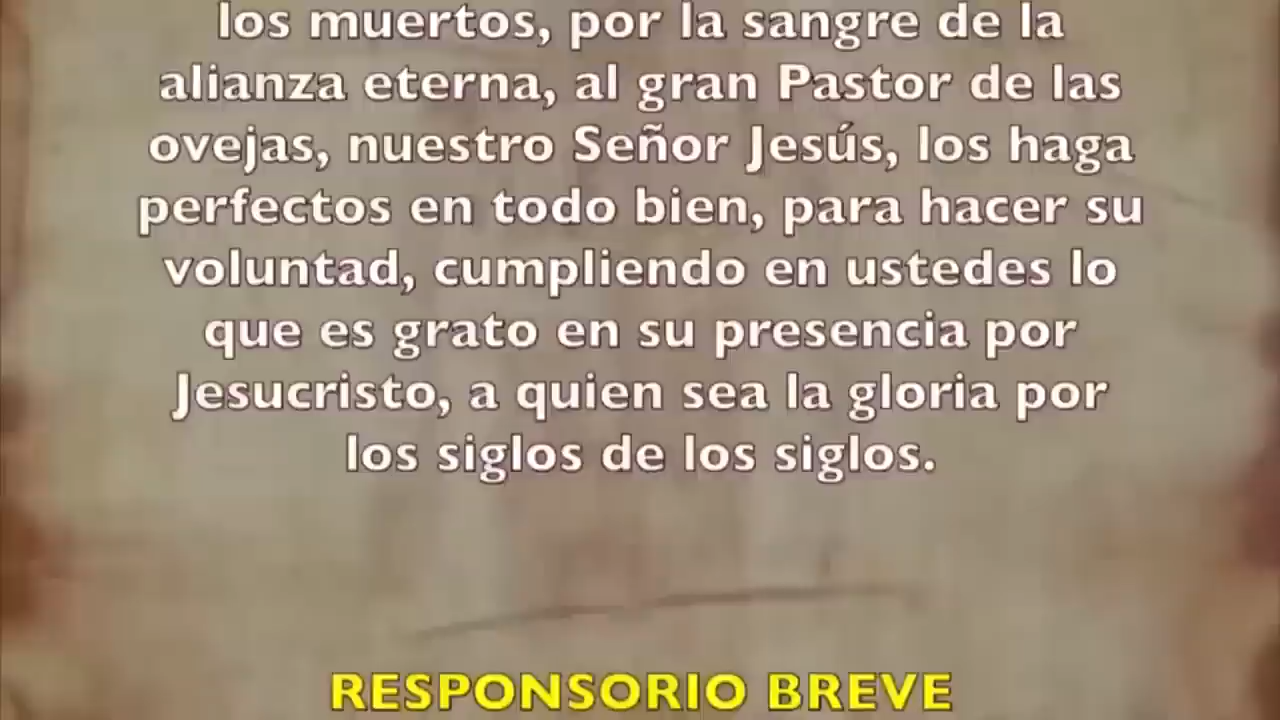 los muertos, por la sangre de la
alianza eterna, al gran Pastor de las
ovejas, nuestro Señor Jesús, los haga
perfectos en todo bien, para hacer su
voluntad, cumpliendo en ustedes lo
que es grato en su presencia por
Jesucristo, a quien sea la gloria por
los siglos de los siglos.
RESPONSORIO BREVE